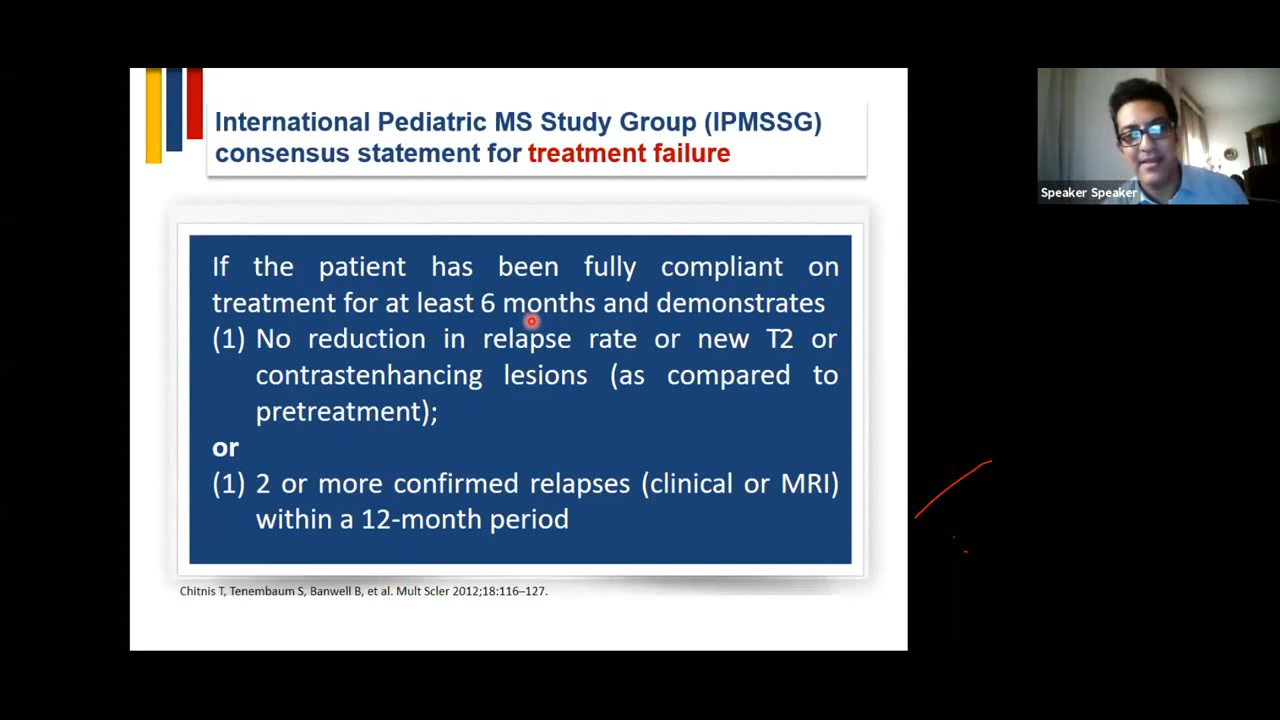 International Pediatric MS Study Group (IPMSSG)
consensus statement for treatment failure
If the patient has been fully compliant on
treatment for at least 6 months and demonstrates
(1) No reduction in relapse rate or new T2 or
contrastenhancing lesions (as compared to
pretreatment);
or
(1) 2 or more confirmed relapses (clinical or MRI)
within a 12-month period
Chitnis T, Tenembaum S, Banwell B, et al. Mult Scler 2012;18:116–127.
Speaker Speaker